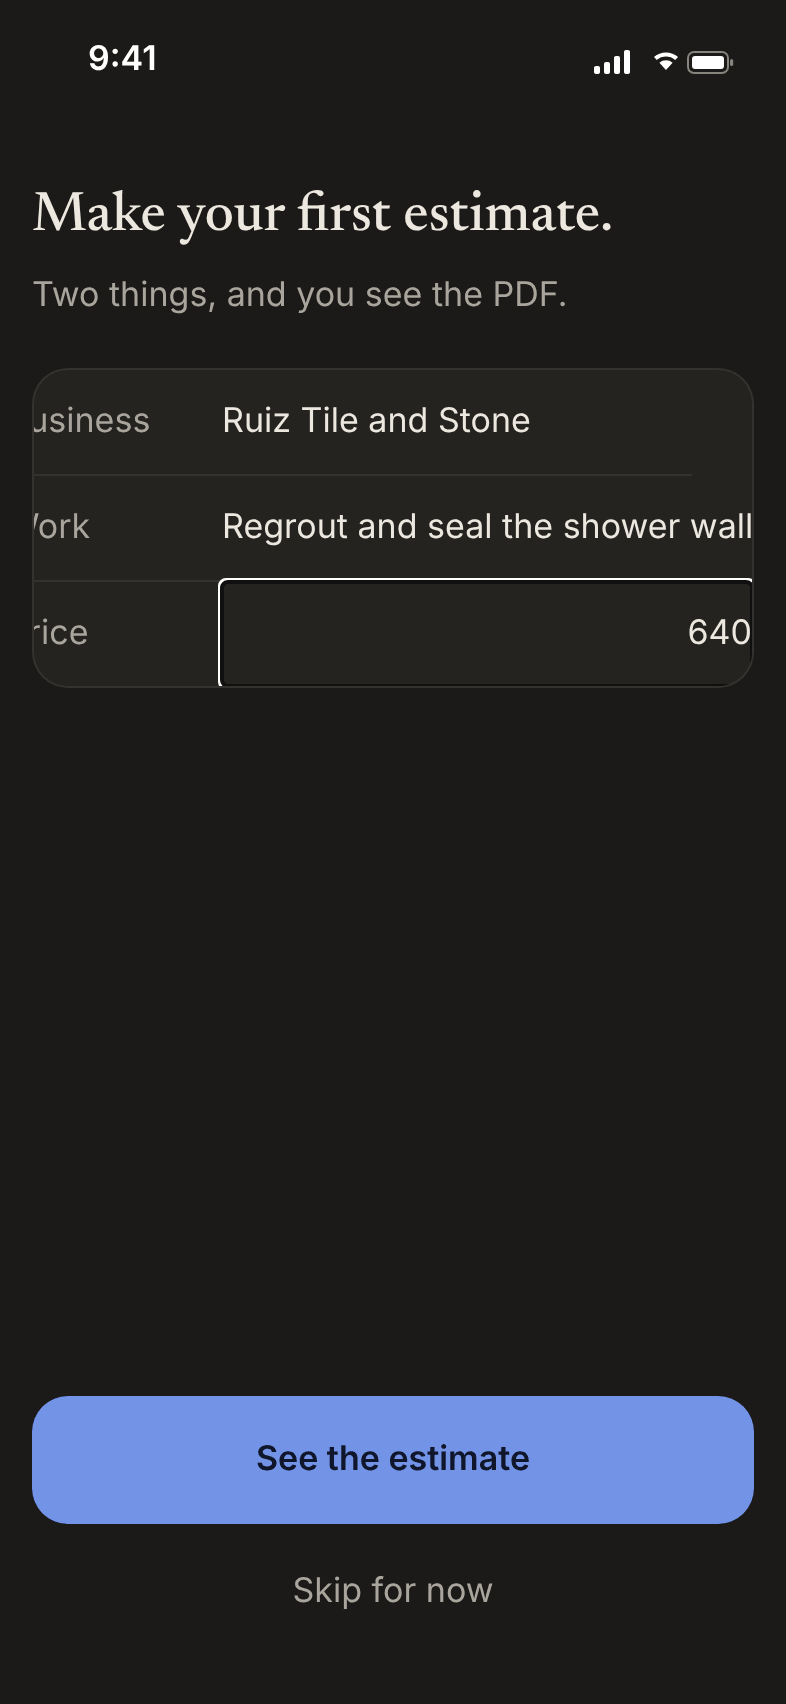 9:41
Make your first estimate.
Two things, and you see the PDF.
usiness Ruiz Tile and Stone
ork Regrout and seal the shower wall
rice 640
See the estimate
Skip for now